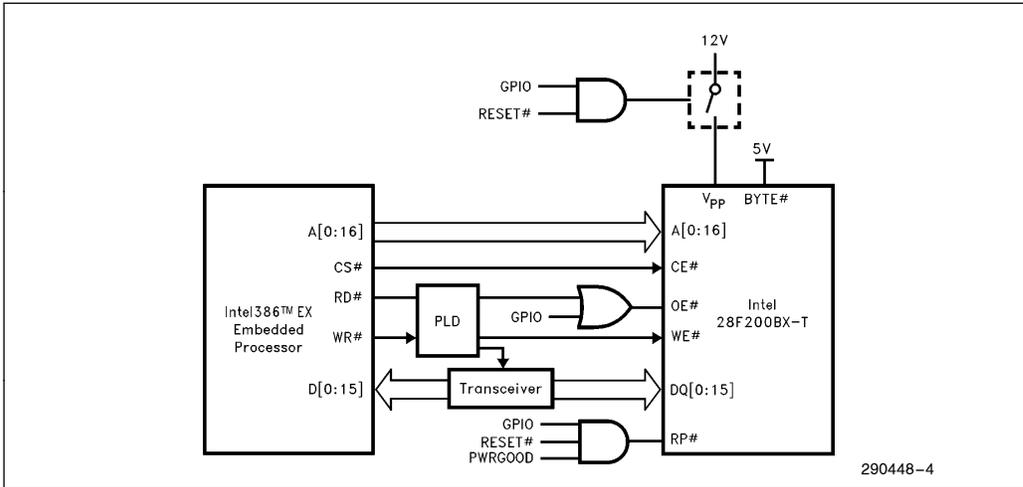 12V
GPIO
RESET#
5V
VPP BYTE#
A[0:16]
A[0:16]
CS#
CE#
RD#
OE#
Intel386™ EX
Embedded
Processor
PLD
GPIO
Intel
28F200BX-T
WR#
WE#
D[0:15]
Transceiver
DQ[0:15]
GPIO
RESET#
PWRGOOD
RP#
290448-4